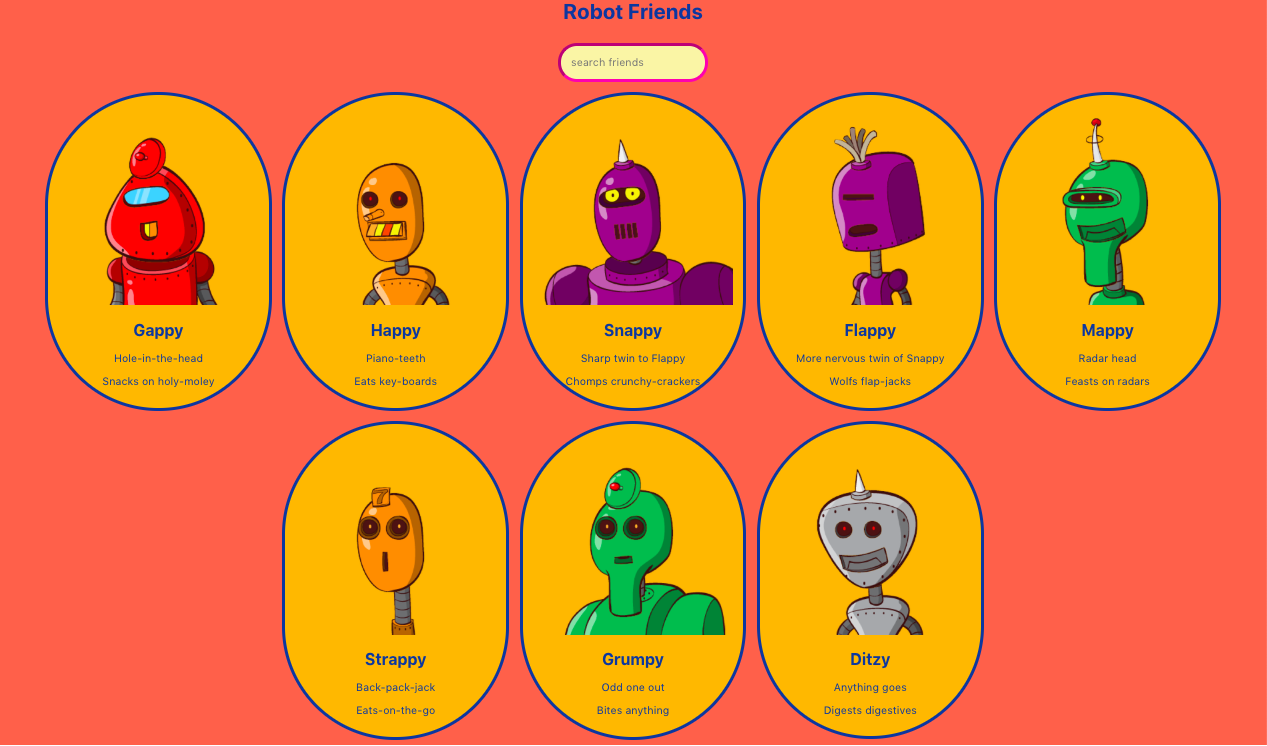 Robot Friends
search friends
Gappy
Hole-in-the-head
Snacks on holy-moley
Happy
Piano-teeth
Eats key-boards
Snappy
Sharp twin to Flappy
Chomps crunchy-crackers
Flappy
More nervous twin of Snappy
Wolfs flap-jacks
Mappy
Radar head
Feasts on radars
7
Strappy
Back-pack-jack
Eats-on-the-go
Grumpy
Odd one out
Bites anything
Ditzy
Anything goes
Digests digestives